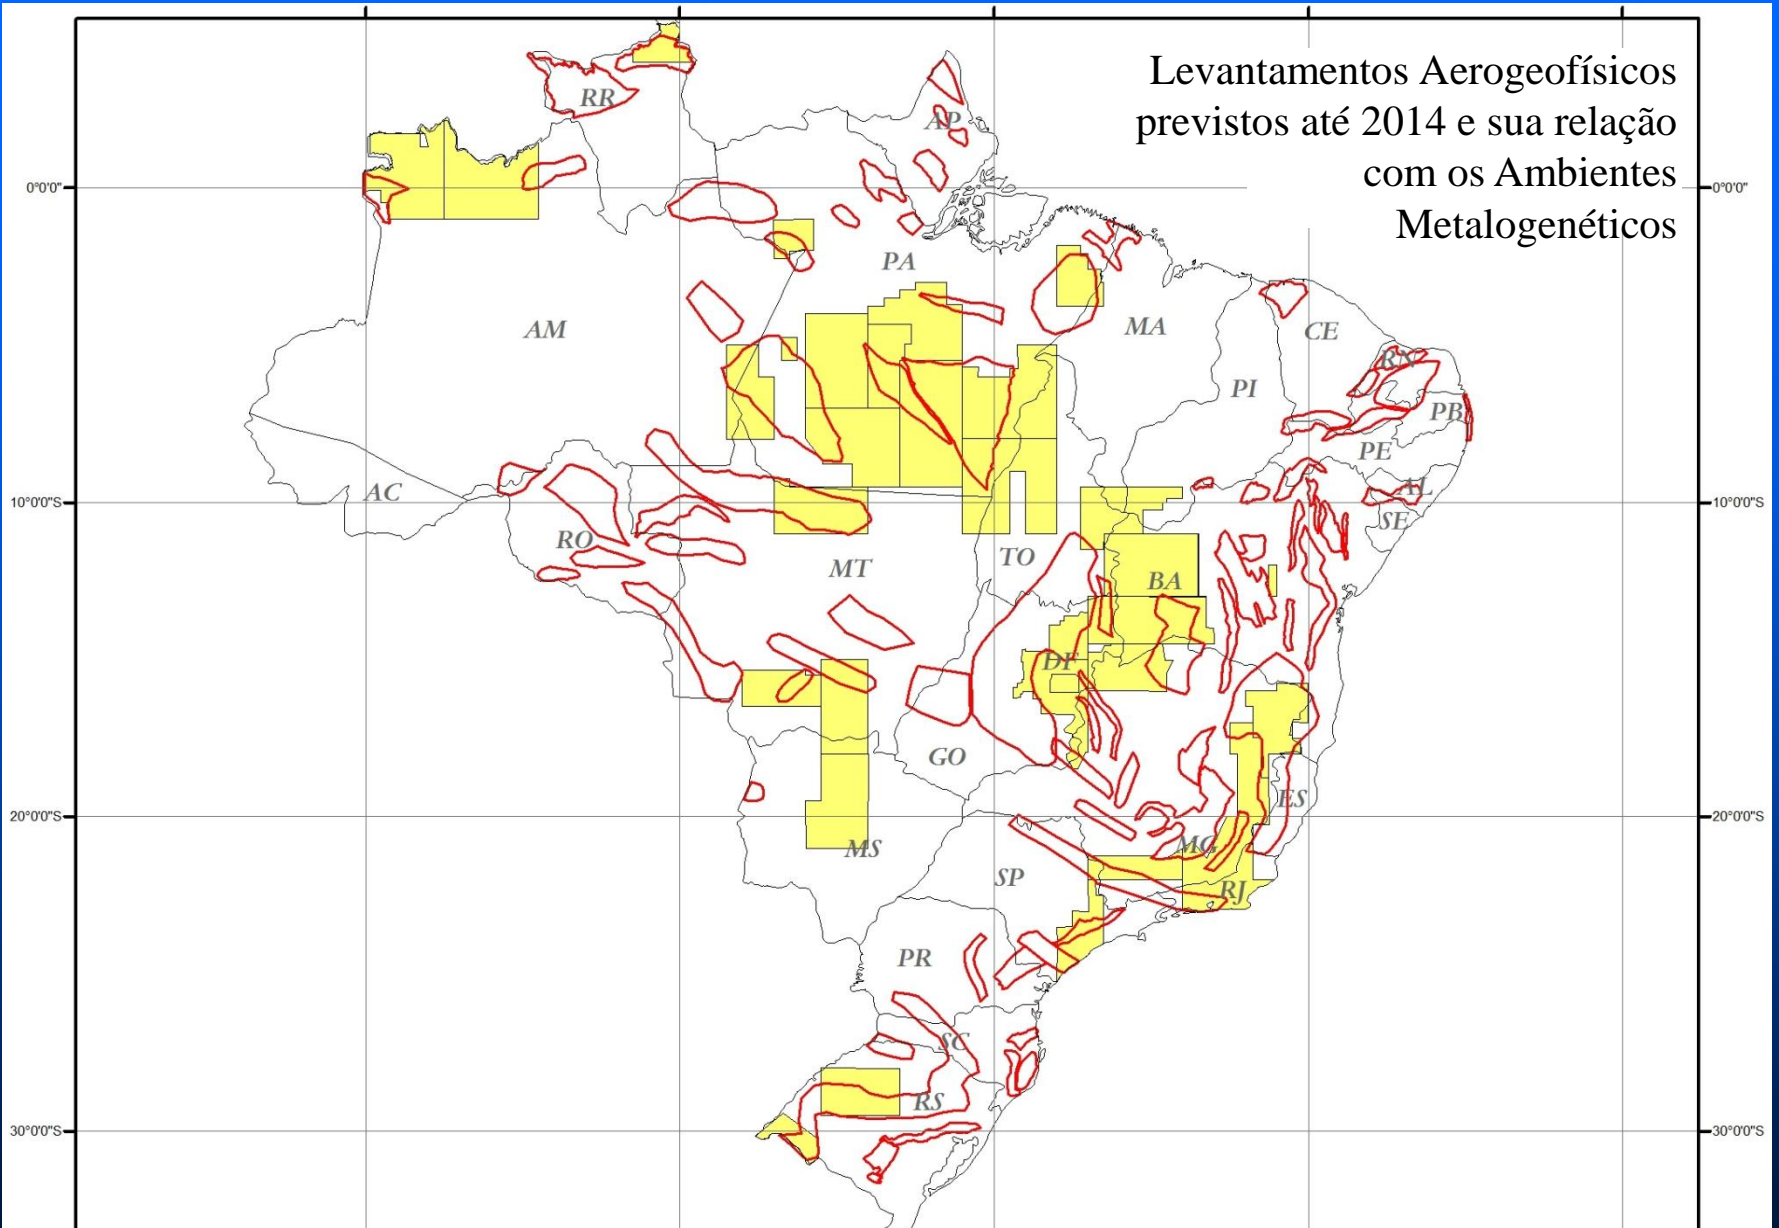 Levantamentos Aerogeofísicos
previstos até 2014 e sua relação
com os Ambientes
Metalogenéticos
RR
AP
0°0'0"
0°0'0"
PA
AM
MA
CE
RN
PI
PB
PE
AC
AL
10°0'0"S
10°0'0"S
SE
RO
TO
MT
BA
DF
GO
ES
20°0'0"S
20°0'0"S
MS
MG
SP
RJ
PR
SC
RS
30°0'0"S
30°0'0"S